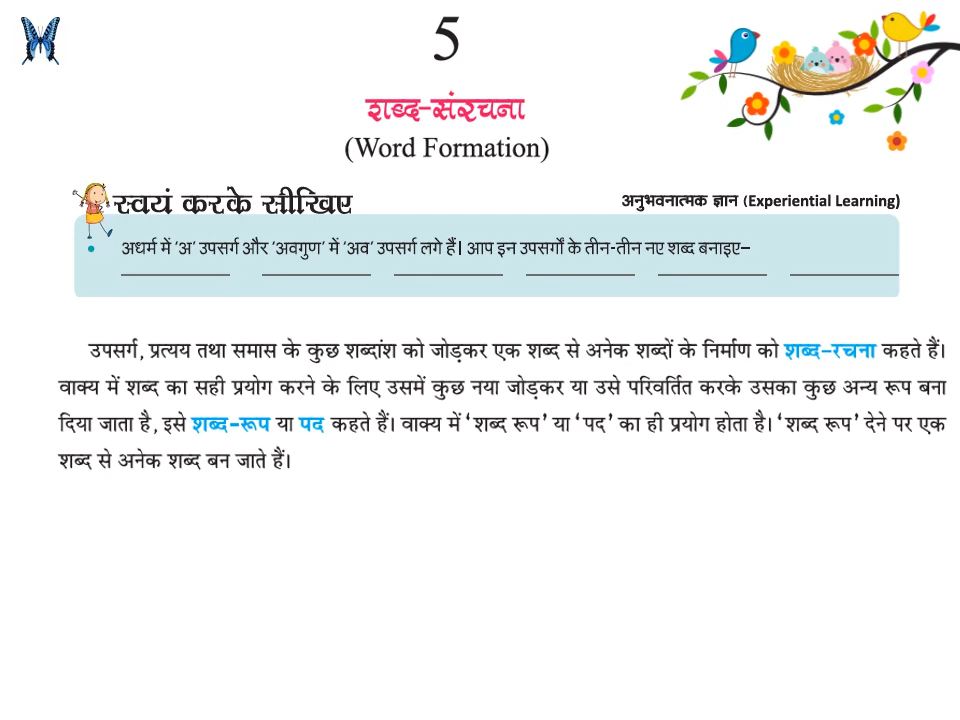 5
शब्द-संरचना
(Word Formation)
स्वयं करके सीखिए
अनुभवनात्मक ज्ञान (Experiential Learning)
• अधर्म में ‘अ’ उपसर्ग और ‘अवगुण’ में ‘अव’ उपसर्ग लगे हैं। आप इन उपसर्गों के तीन-तीन नए शब्द बनाइए–
उपसर्ग, प्रत्यय तथा समास के कुछ शब्दांश को जोड़कर एक शब्द से अनेक शब्दों के निर्माण को शब्द-रचना कहते हैं।
वाक्य में शब्द का सही प्रयोग करने के लिए उसमें कुछ नया जोड़कर या उसे परिवर्तित करके उसका कुछ अन्य रूप बना
दिया जाता है, इसे शब्द-रूप या पद कहते हैं। वाक्य में ‘शब्द रूप’ या ‘पद’ का ही प्रयोग होता है। ‘शब्द रूप’ देने पर एक
शब्द से अनेक शब्द बन जाते हैं।